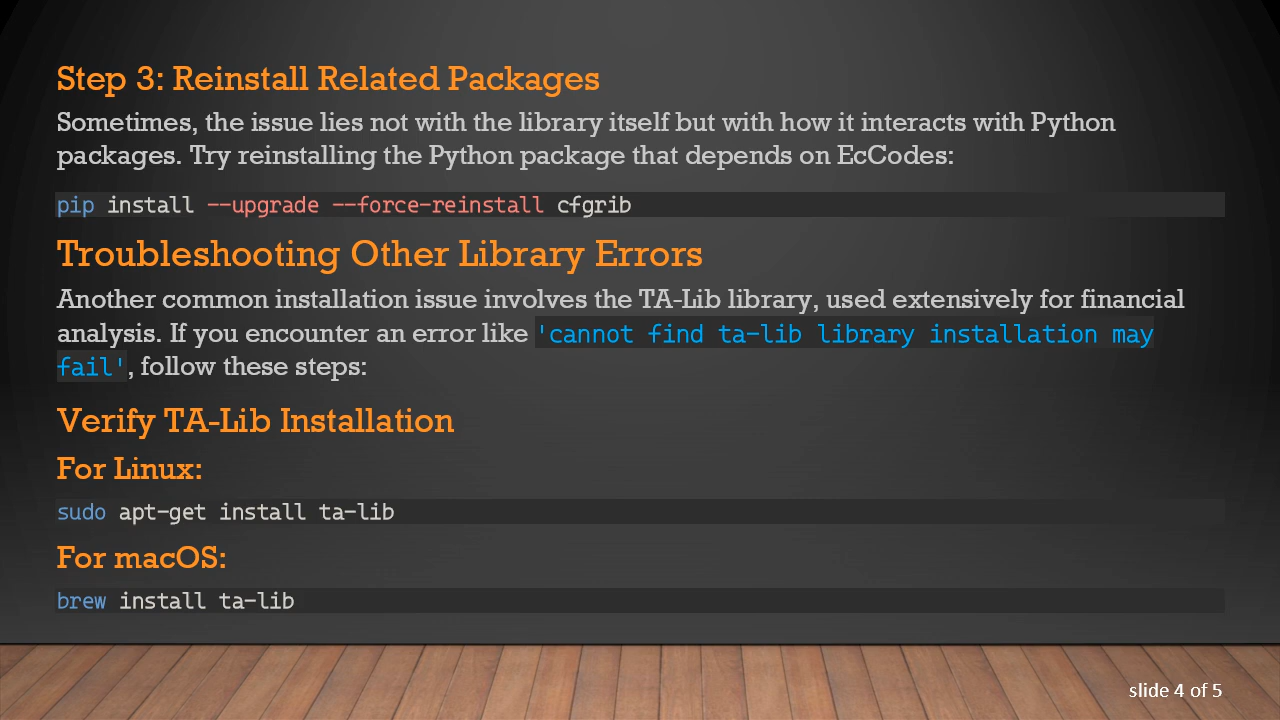 Step 3: Reinstall Related Packages
Sometimes, the issue lies not with the library itself but with how it interacts with Python
packages. Try reinstalling the Python package that depends on EcCodes:
pip install --upgrade --force-reinstall cfgrib
Troubleshooting Other Library Errors
Another common installation issue involves the TA-Lib library, used extensively for financial
analysis. If you encounter an error like 'cannot find ta-lib library installation may
fail', follow these steps:
Verify TA-Lib Installation
For Linux:
sudo apt-get install ta-lib
For macOS:
brew install ta-lib
slide 4 of 5